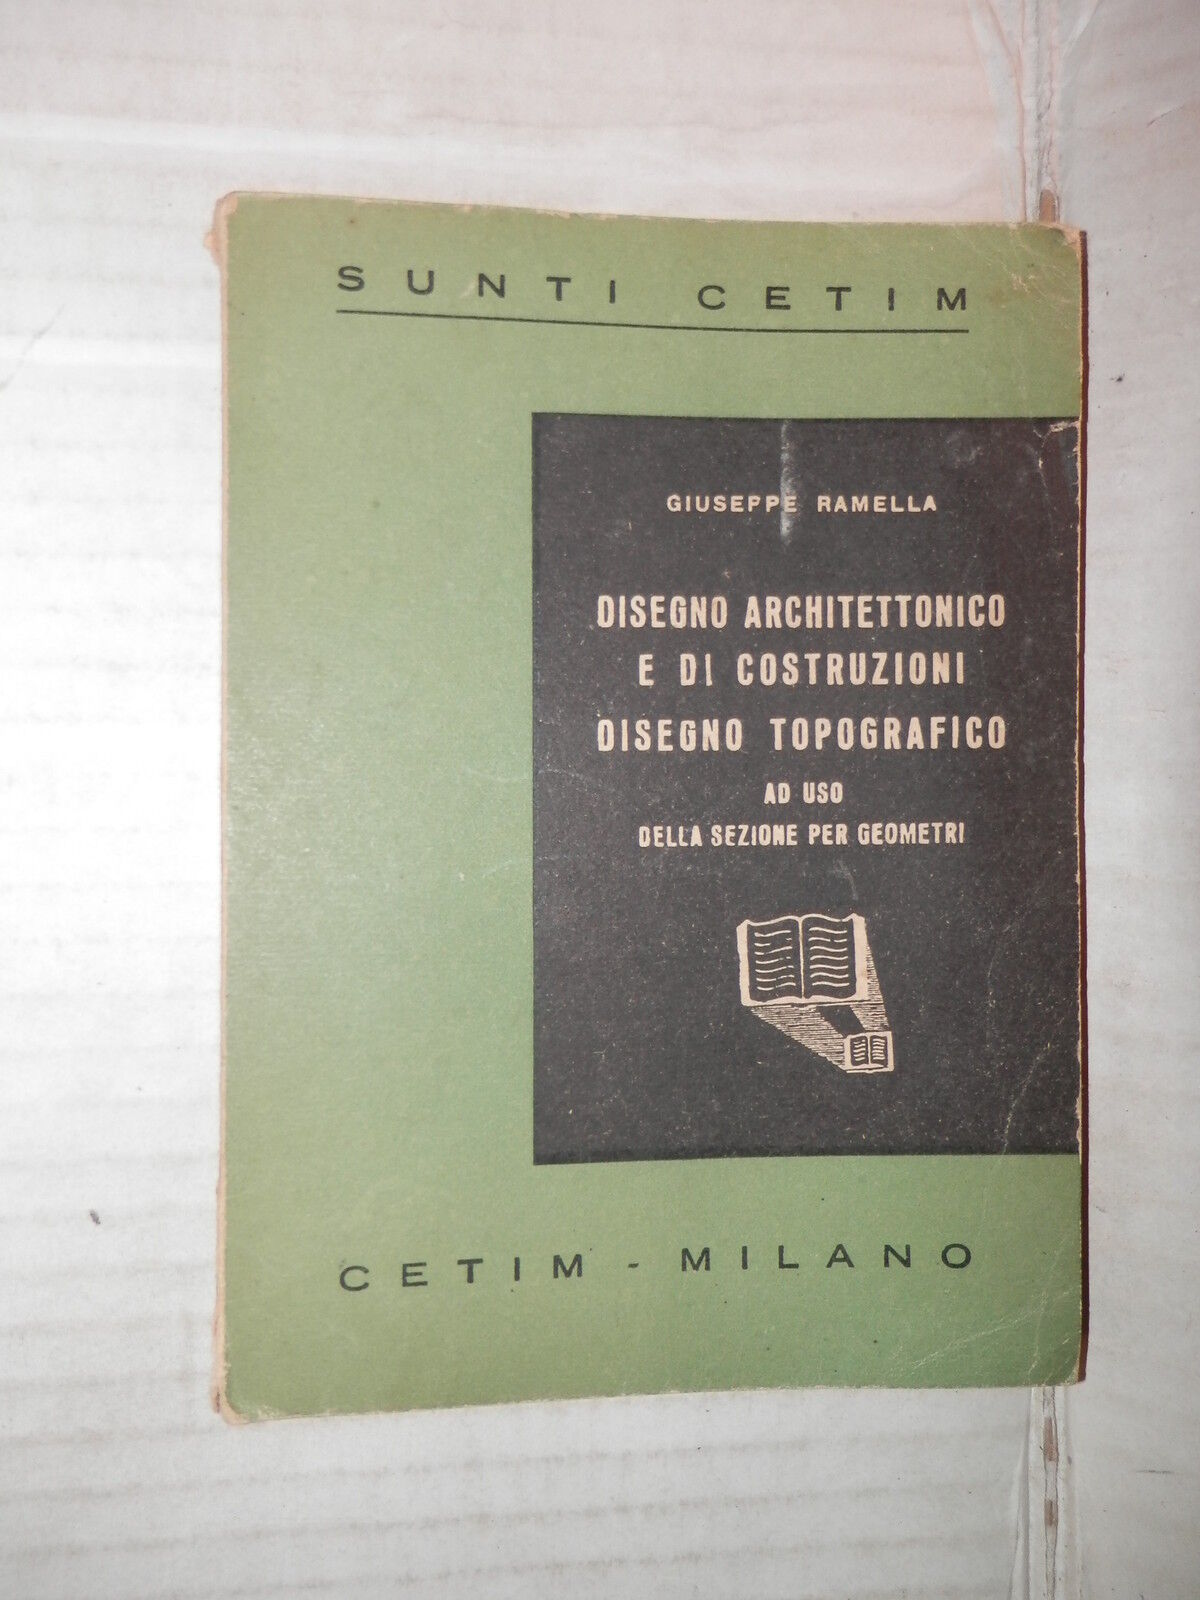 SUNTI CETIM
GIUSEPPE RAMELLA
DISEGNO ARCHITETTONICO
E DI COSTRUZIONI
DISEGNO TOPOGRAFICO
AD USO
DELLA SEZIONE PER GEOMETRI
CETIM - MILANO